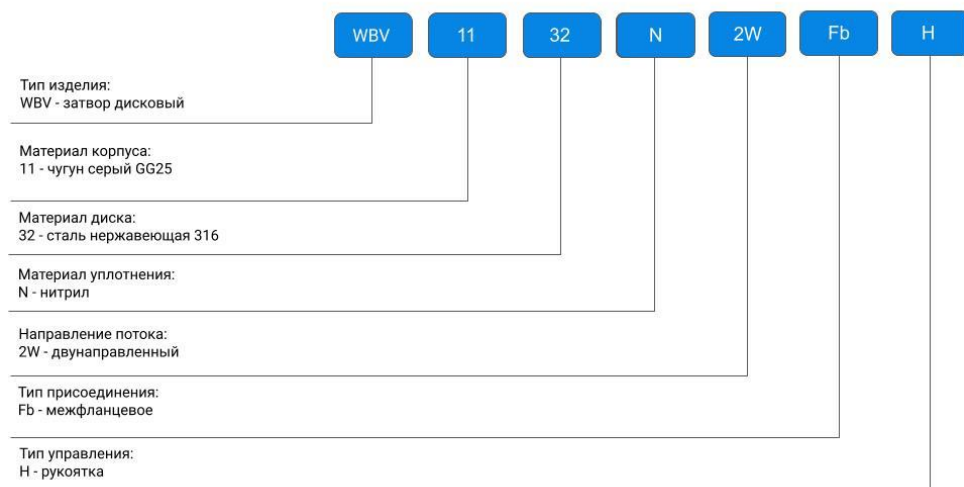 WBV 11 32 N 2W Fb H
Тип изделия:
WBV - затвор дисковый
Материал корпуса:
11 - чугун серый GG25
Материал диска:
32 - сталь нержавеющая 316
Материал уплотнения:
N - нитрил
Направление потока:
2W - двунаправленный
Тип присоединения:
Fb - межфланцевое
Тип управления:
H - рукоятка